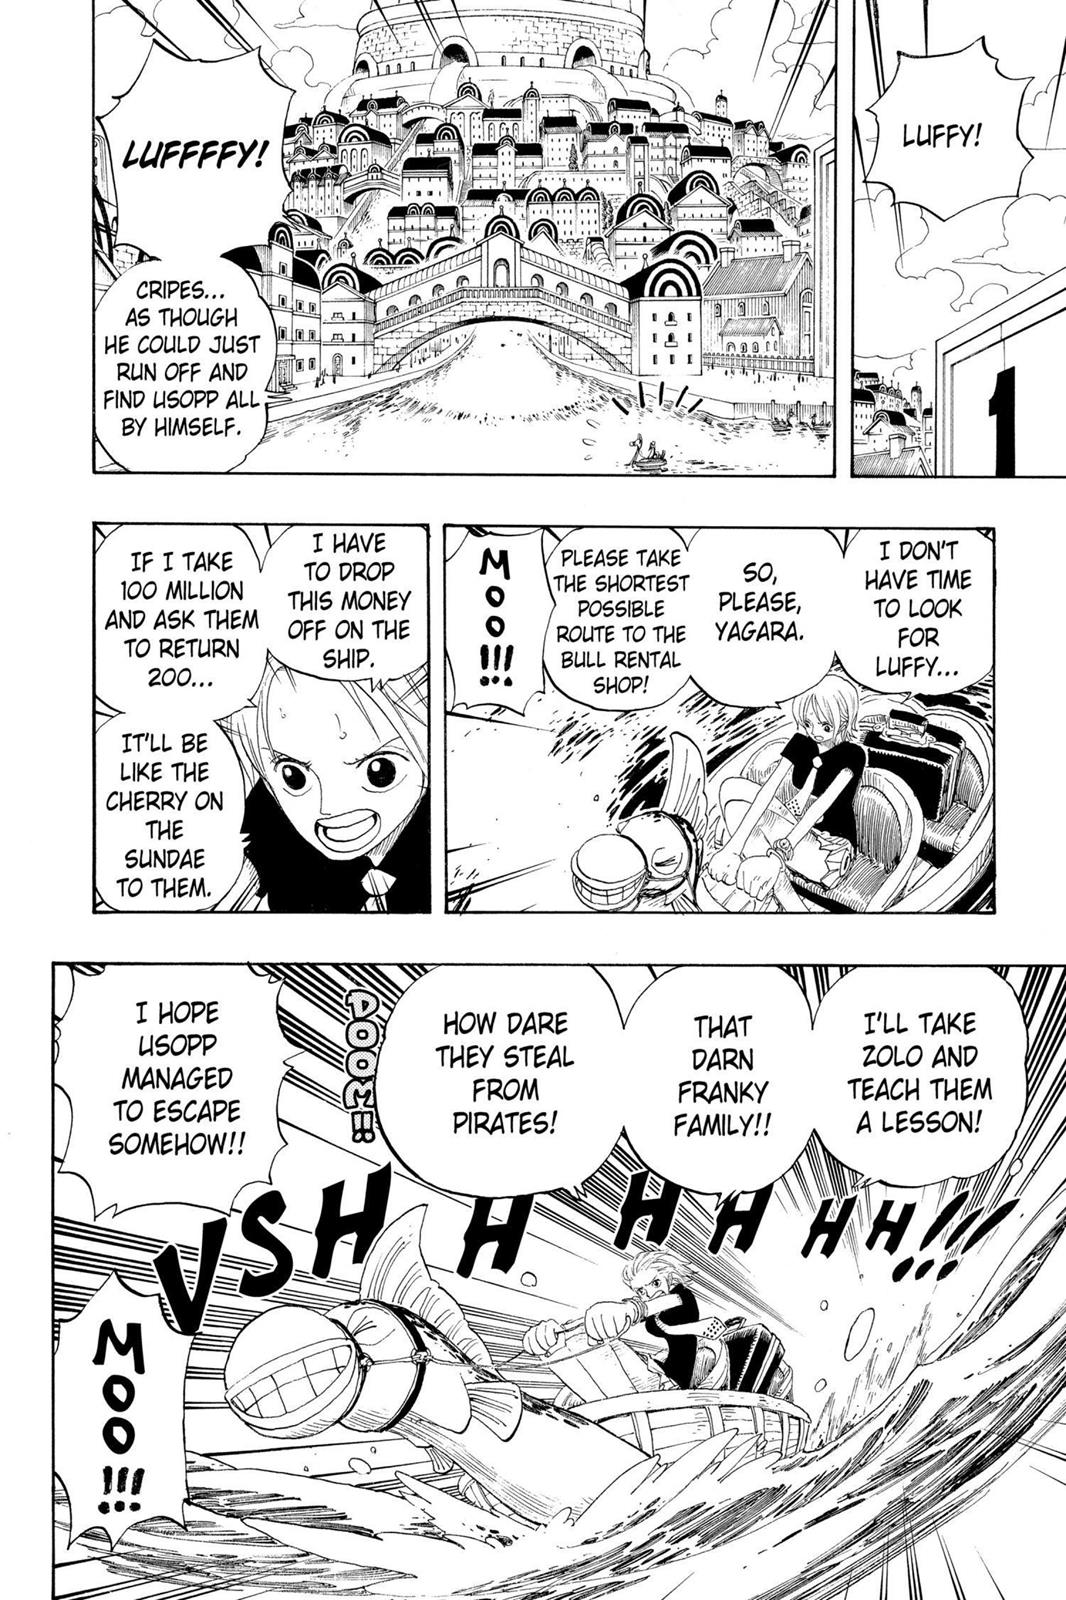 LUFFY!
1
LUFFFFY!
CRIPES...
AS THOUGH
HE COULD JUST
RUN OFF AND
FIND USOPP ALL
BY HIMSELF.
I DON'T
HAVE TIME
TO LOOK
FOR
LUFFY...
SO,
PLEASE,
YAGARA.
PLEASE TAKE
THE SHORTEST
POSSIBLE
ROUTE TO THE
BULL RENTAL
SHOP!
MOO!!!
I HAVE
TO DROP
THIS MONEY
OFF ON THE
SHIP.
IF I TAKE
100 MILLION
AND ASK THEM
TO RETURN
200...
IT'LL BE
LIKE THE
CHERRY ON
THE
SUNDAE
TO THEM.
I'LL TAKE
ZOLO AND
TEACH THEM
A LESSON!
THAT
DARN
FRANKY
FAMILY!!
HOW DARE
THEY STEAL
FROM
PIRATES!
DOOM!!
I HOPE
USOPP
MANAGED
TO ESCAPE
SOMEHOW!!
VSHHHHHH!!!
MOO!!!